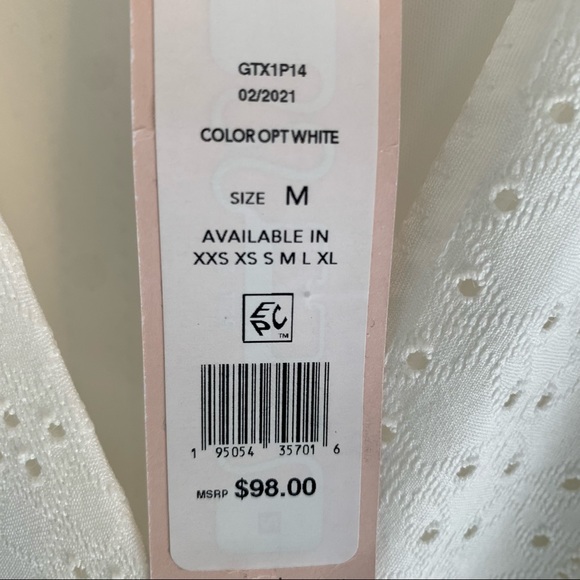 GTX1P14
02/2021
COLOR OPT WHITE
SIZE M
AVAILABLE IN
XXS XS S M L XL
EPC™
1 95054 35701 6
MSRP $98.00